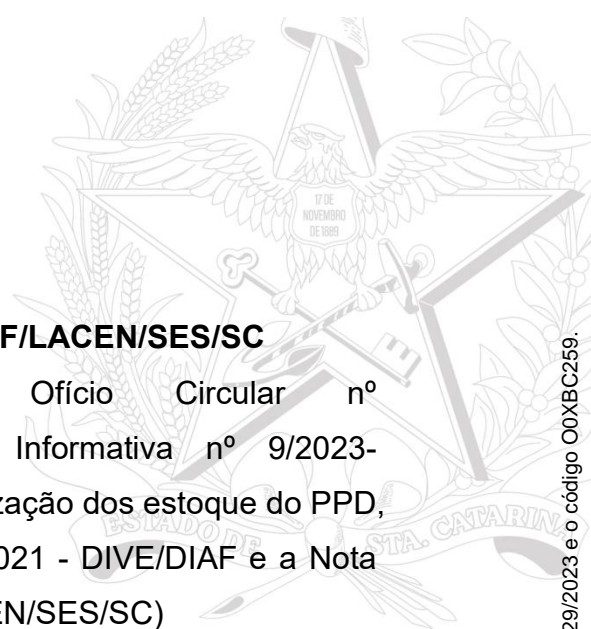 17 DE
NOVEMBRO
DE 1889
F/LACEN/SES/SC
Ofício Circular nº
Informativa nº 9/2023-
zação dos estoque do PPD,
021 - DIVE/DIAF e a Nota
EN/SES/SC)
ESTADO DE STA. CATARINA
29/2023 e o código O0XBC259.